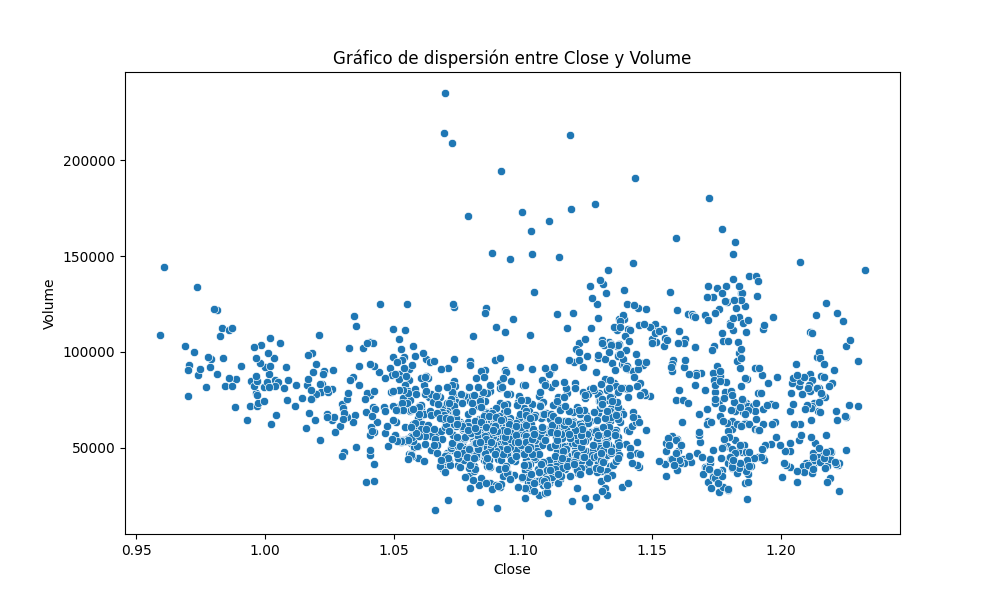 Gráfico de dispersión entre Close y Volume
200000
150000
100000
50000
Volume
0.95 1.00 1.05 1.10 1.15 1.20
Close